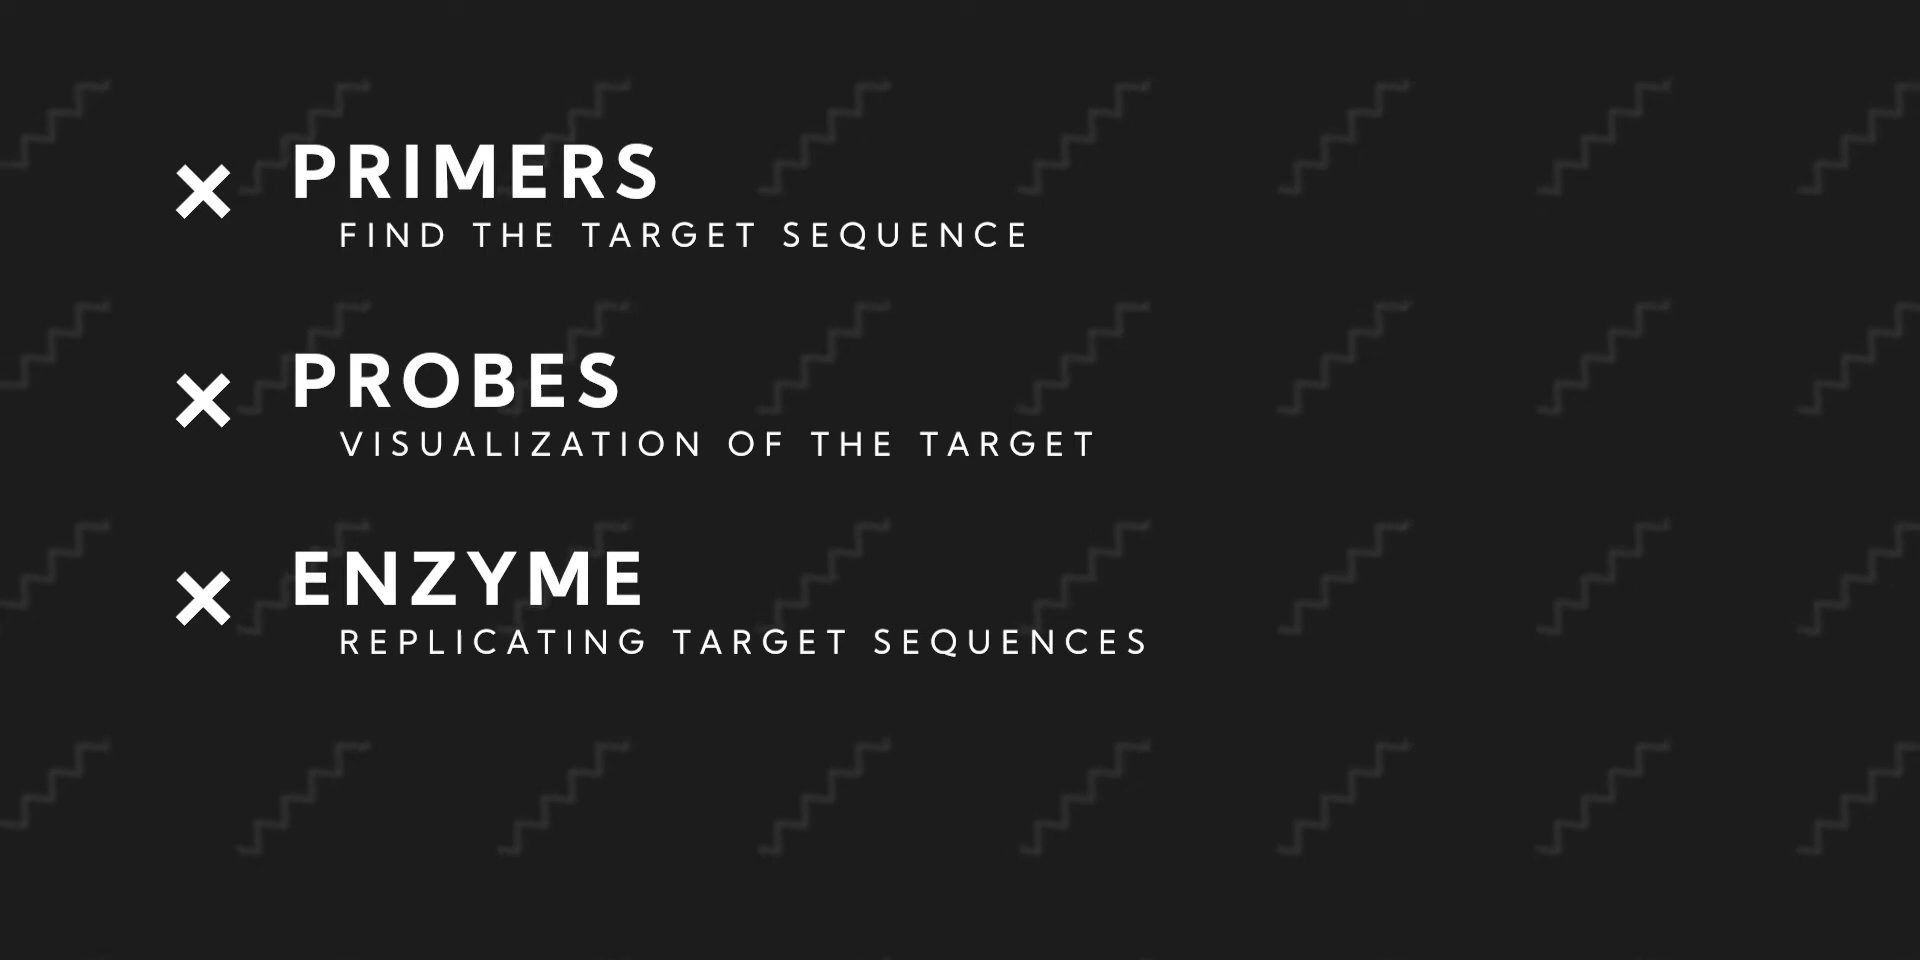 PRIMERS
FIND THE TARGET SEQUENCE
PROBES
VISUALIZATION OF THE TARGET
ENZYME
REPLICATING TARGET SEQUENCES